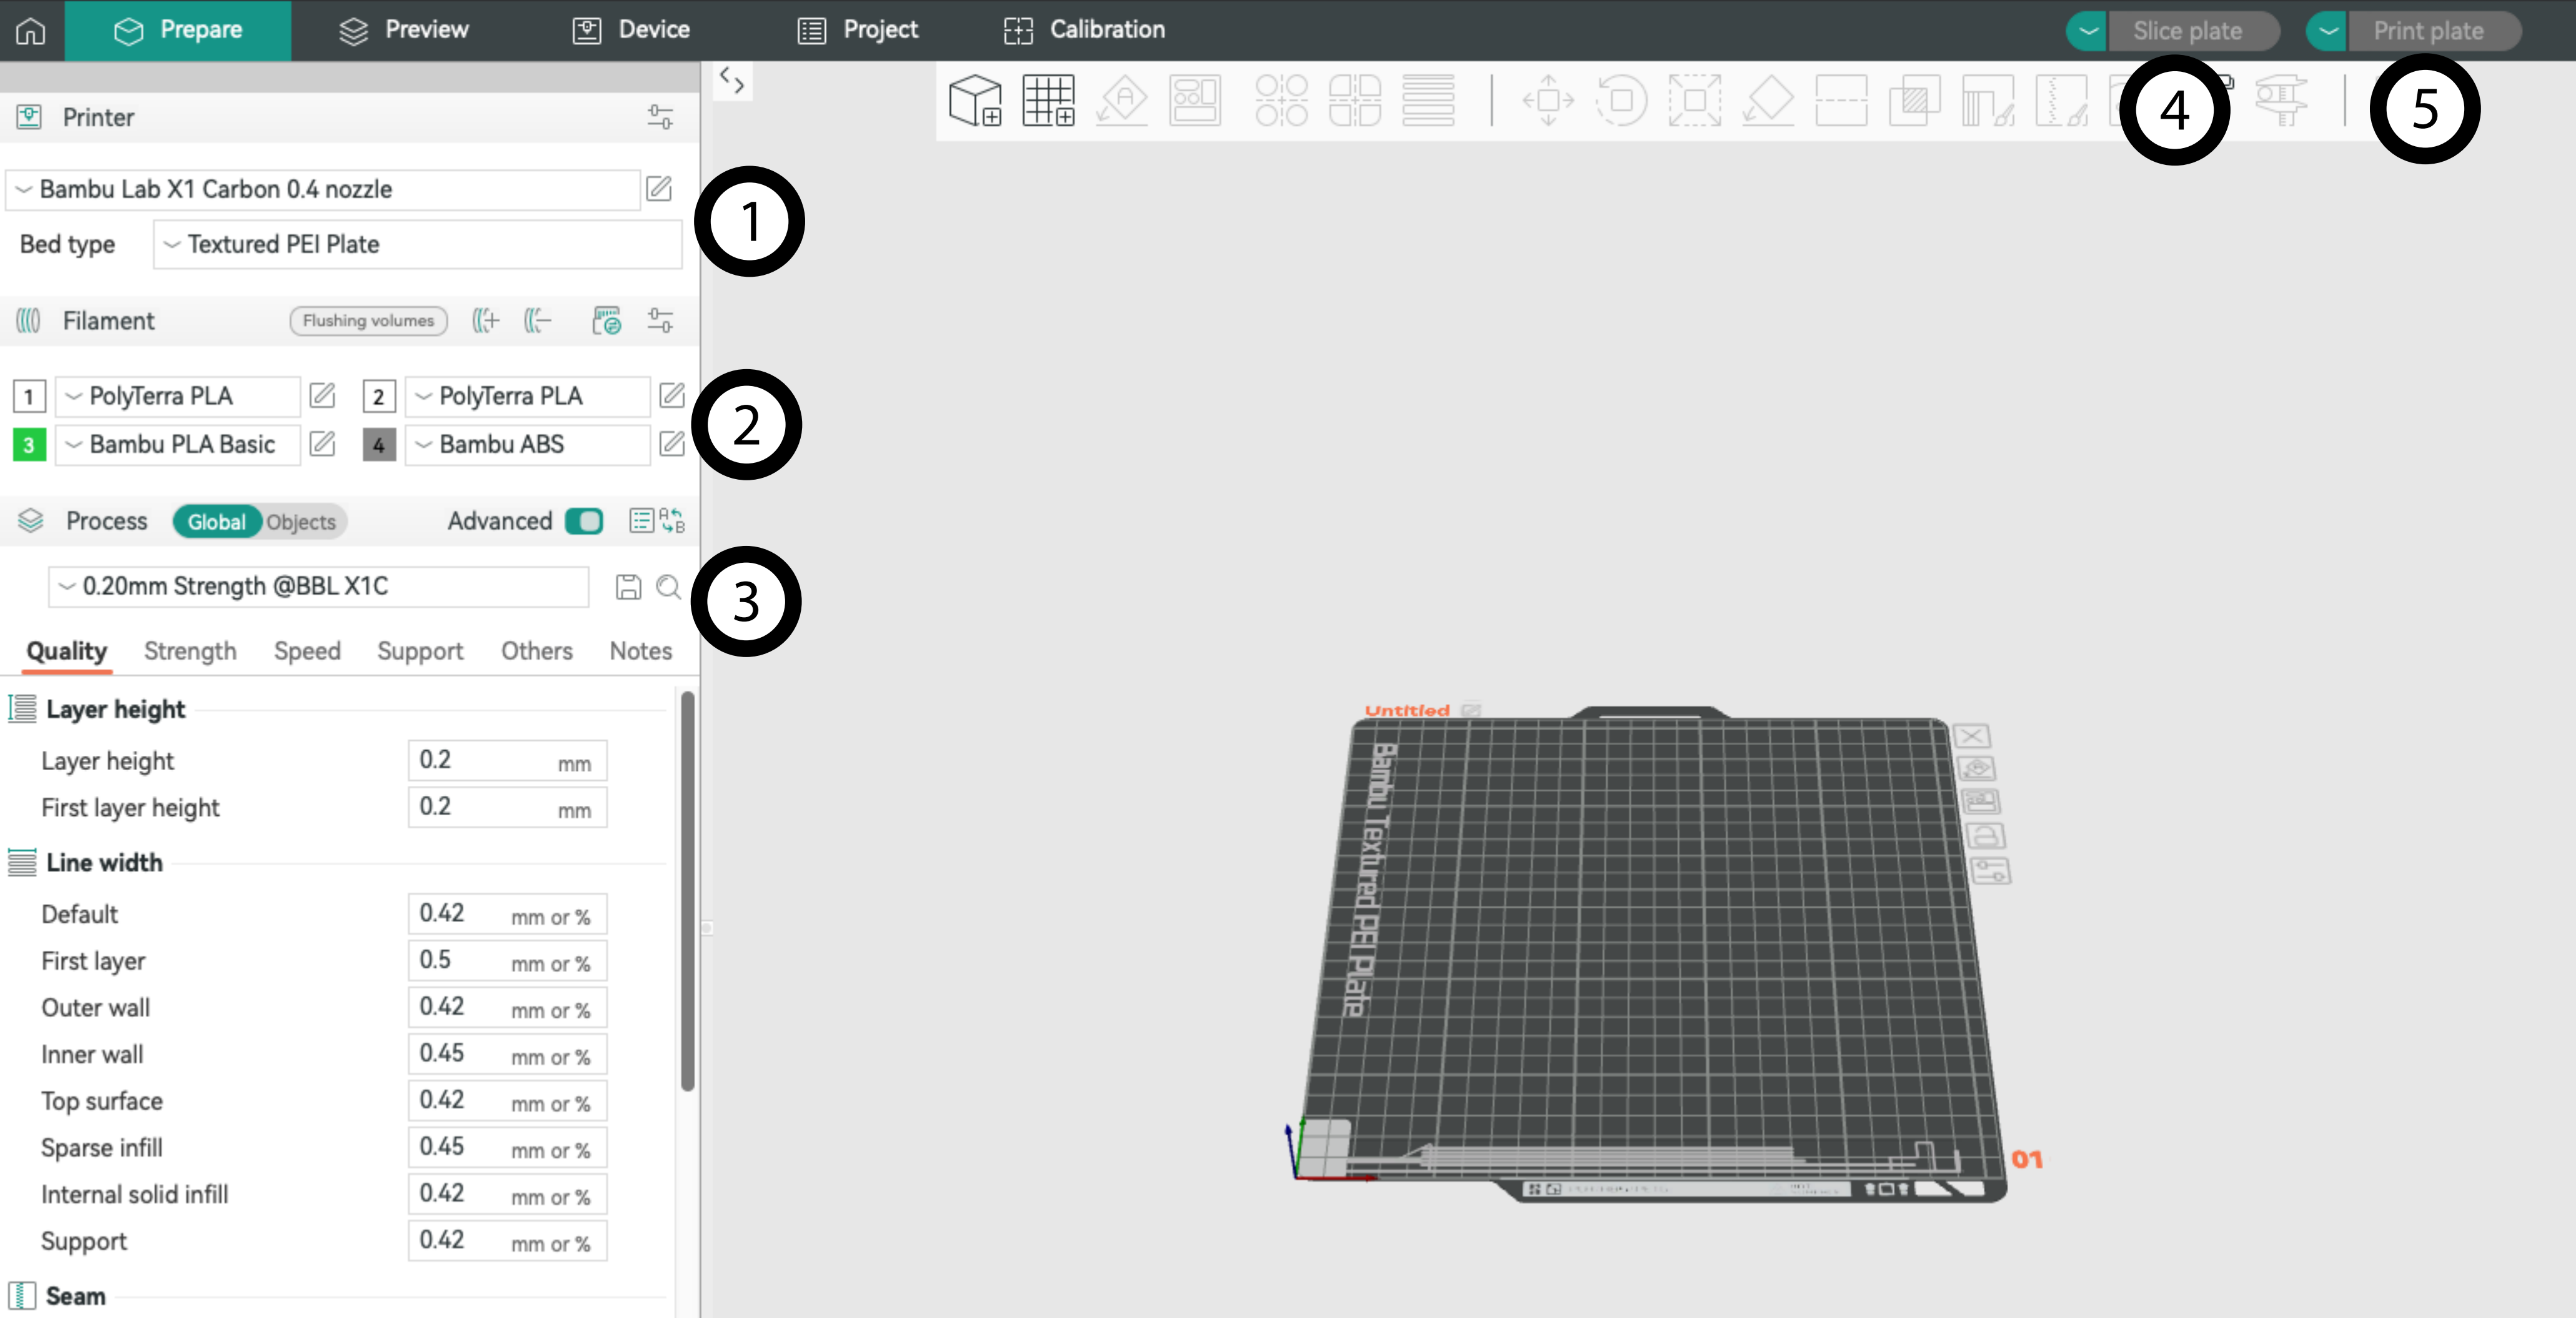 Prepare Preview Device Project Calibration Slice plate Print plate
Printer
Bambu Lab X1 Carbon 0.4 nozzle
Bed type Textured PEI Plate
1
Filament Flushing volumes
1 PolyTerra PLA 2 PolyTerra PLA
3 Bambu PLA Basic 4 Bambu ABS
2
Process Global Objects Advanced A B
0.20mm Strength @BBL X1C
3
Quality Strength Speed Support Others Notes
Layer height
Layer height 0.2 mm
First layer height 0.2 mm
Line width
Default 0.42 mm or %
First layer 0.5 mm or %
Outer wall 0.42 mm or %
Inner wall 0.45 mm or %
Top surface 0.42 mm or %
Sparse infill 0.45 mm or %
Internal solid infill 0.42 mm or %
Support 0.42 mm or %
Seam
4
5
Untitled
Bambu Textured PEI Plate
01